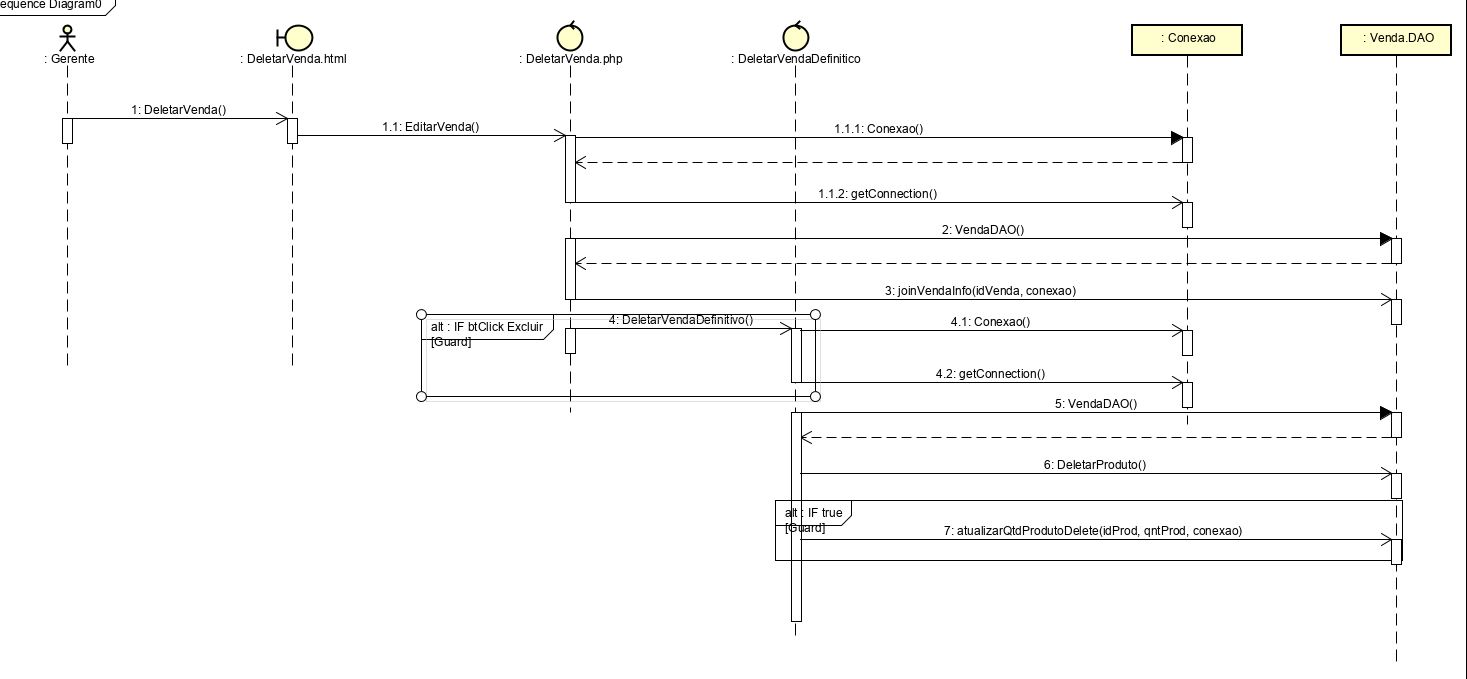 equence Diagram0
: Gerente
: DeletarVenda.html
: DeletarVenda.php
: DeletarVendaDefinitico
: Conexao
: Venda.DAO
1: DeletarVenda()
1.1: EditarVenda()
1.1.1: Conexao()
1.1.2: getConnection()
2: VendaDAO()
3: joinVendaInfo(idVenda, conexao)
alt : IF btClick Excluir
[Guard]
4: DeletarVendaDefinitivo()
4.1: Conexao()
4.2: getConnection()
5: VendaDAO()
6: DeletarProduto()
alt : IF true
[Guard]
7: atualizarQtdProdutoDelete(idProd, qntProd, conexao)